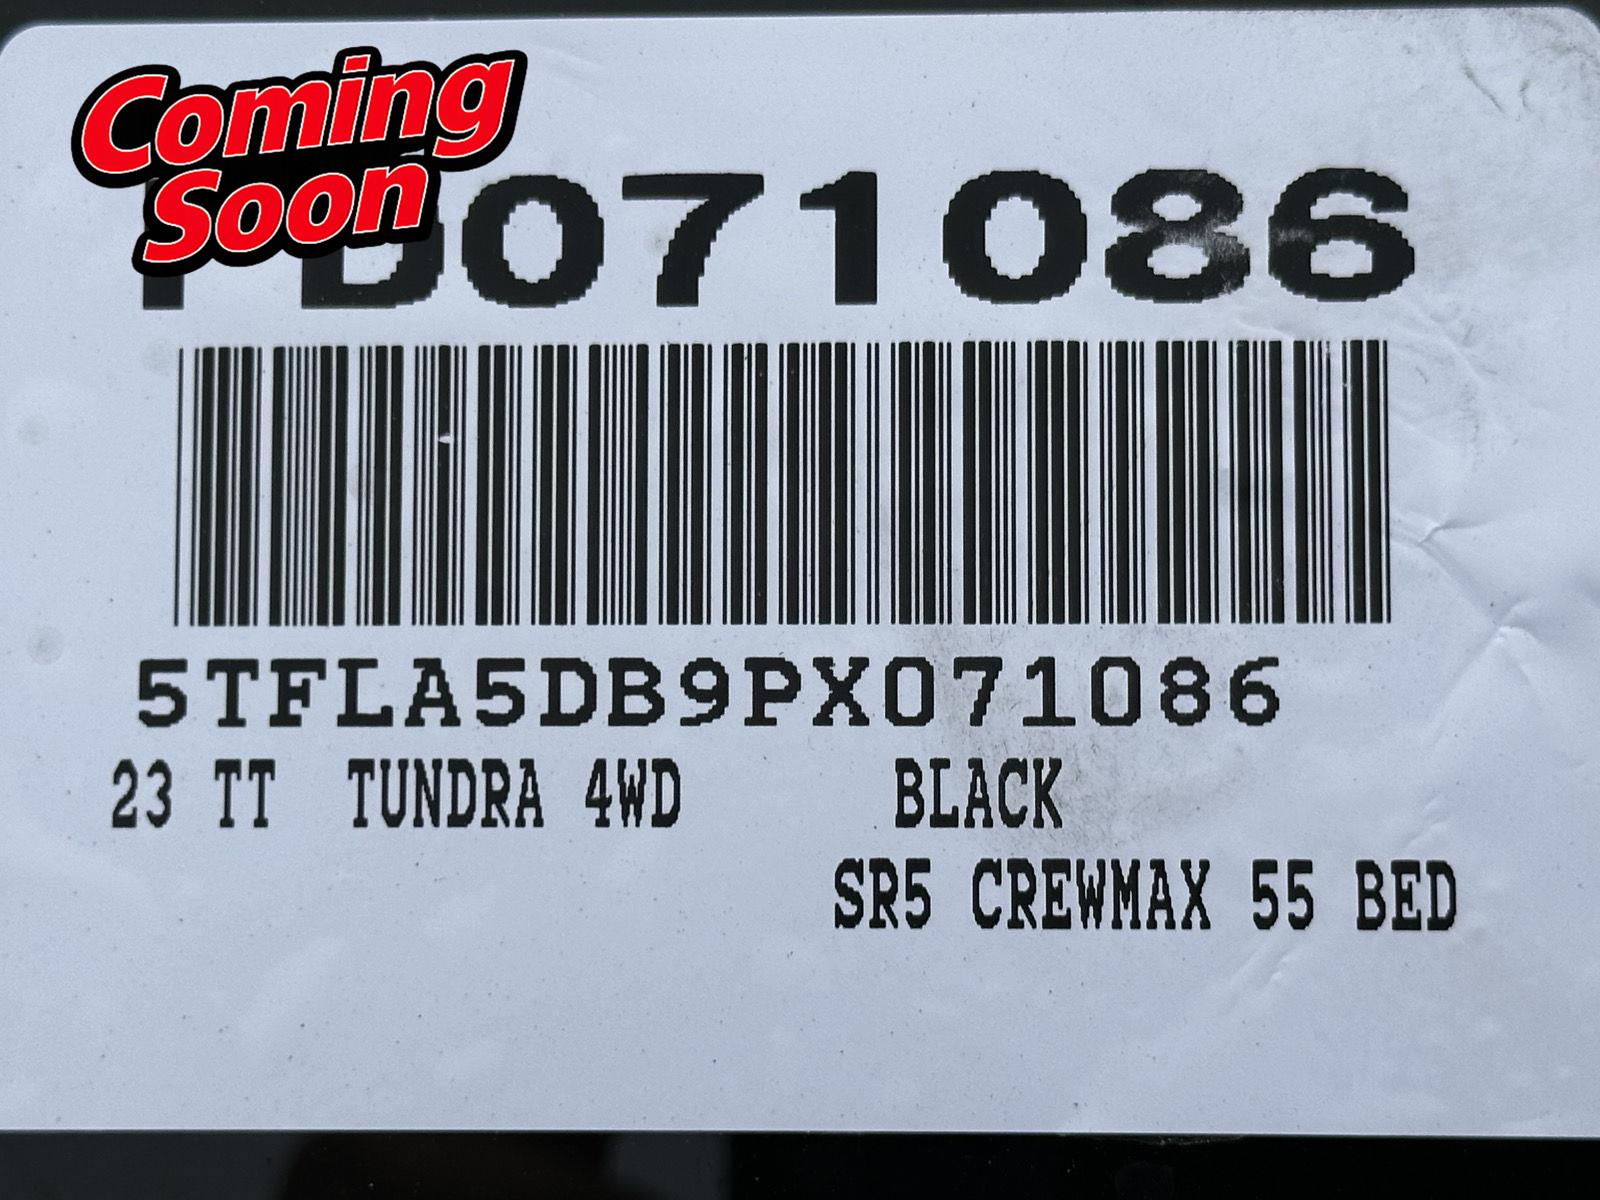 Coming
Soon
D071086
5TFLA5DB9PX071086
23 TT TUNDRA 4WD BLACK
SR5 CREWMAX 55 BED